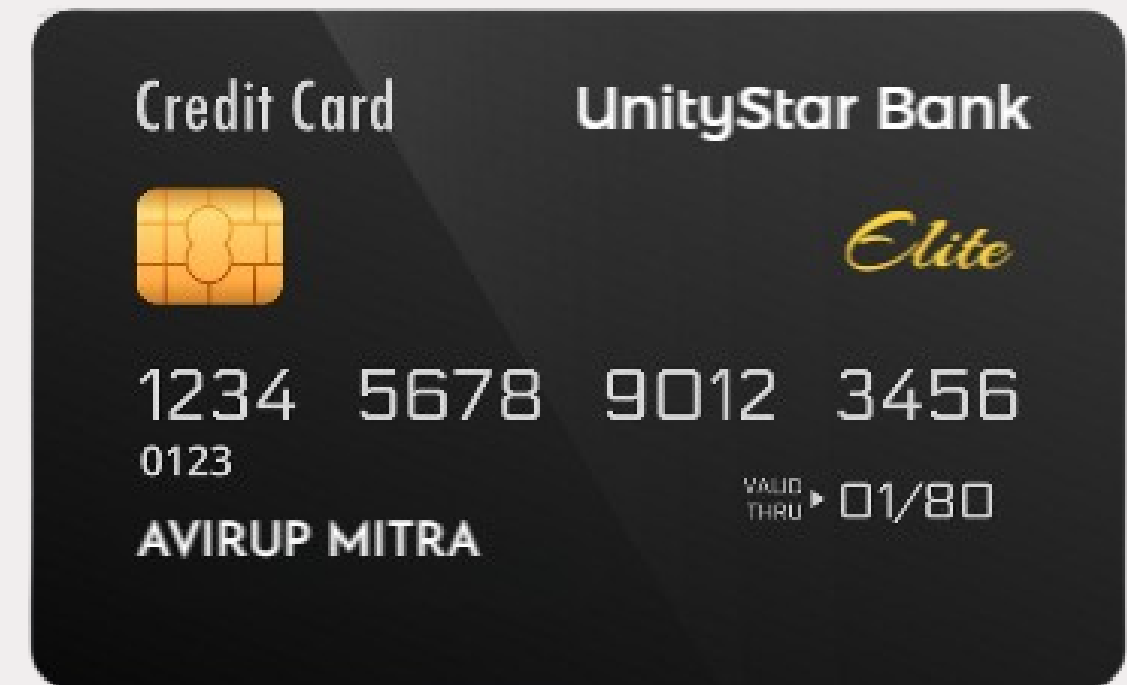 Credit Card UnityStar Bank
Elite
1234 5678 9012 3456
0123
VALID THRU 01/80
AVIRUP MITRA